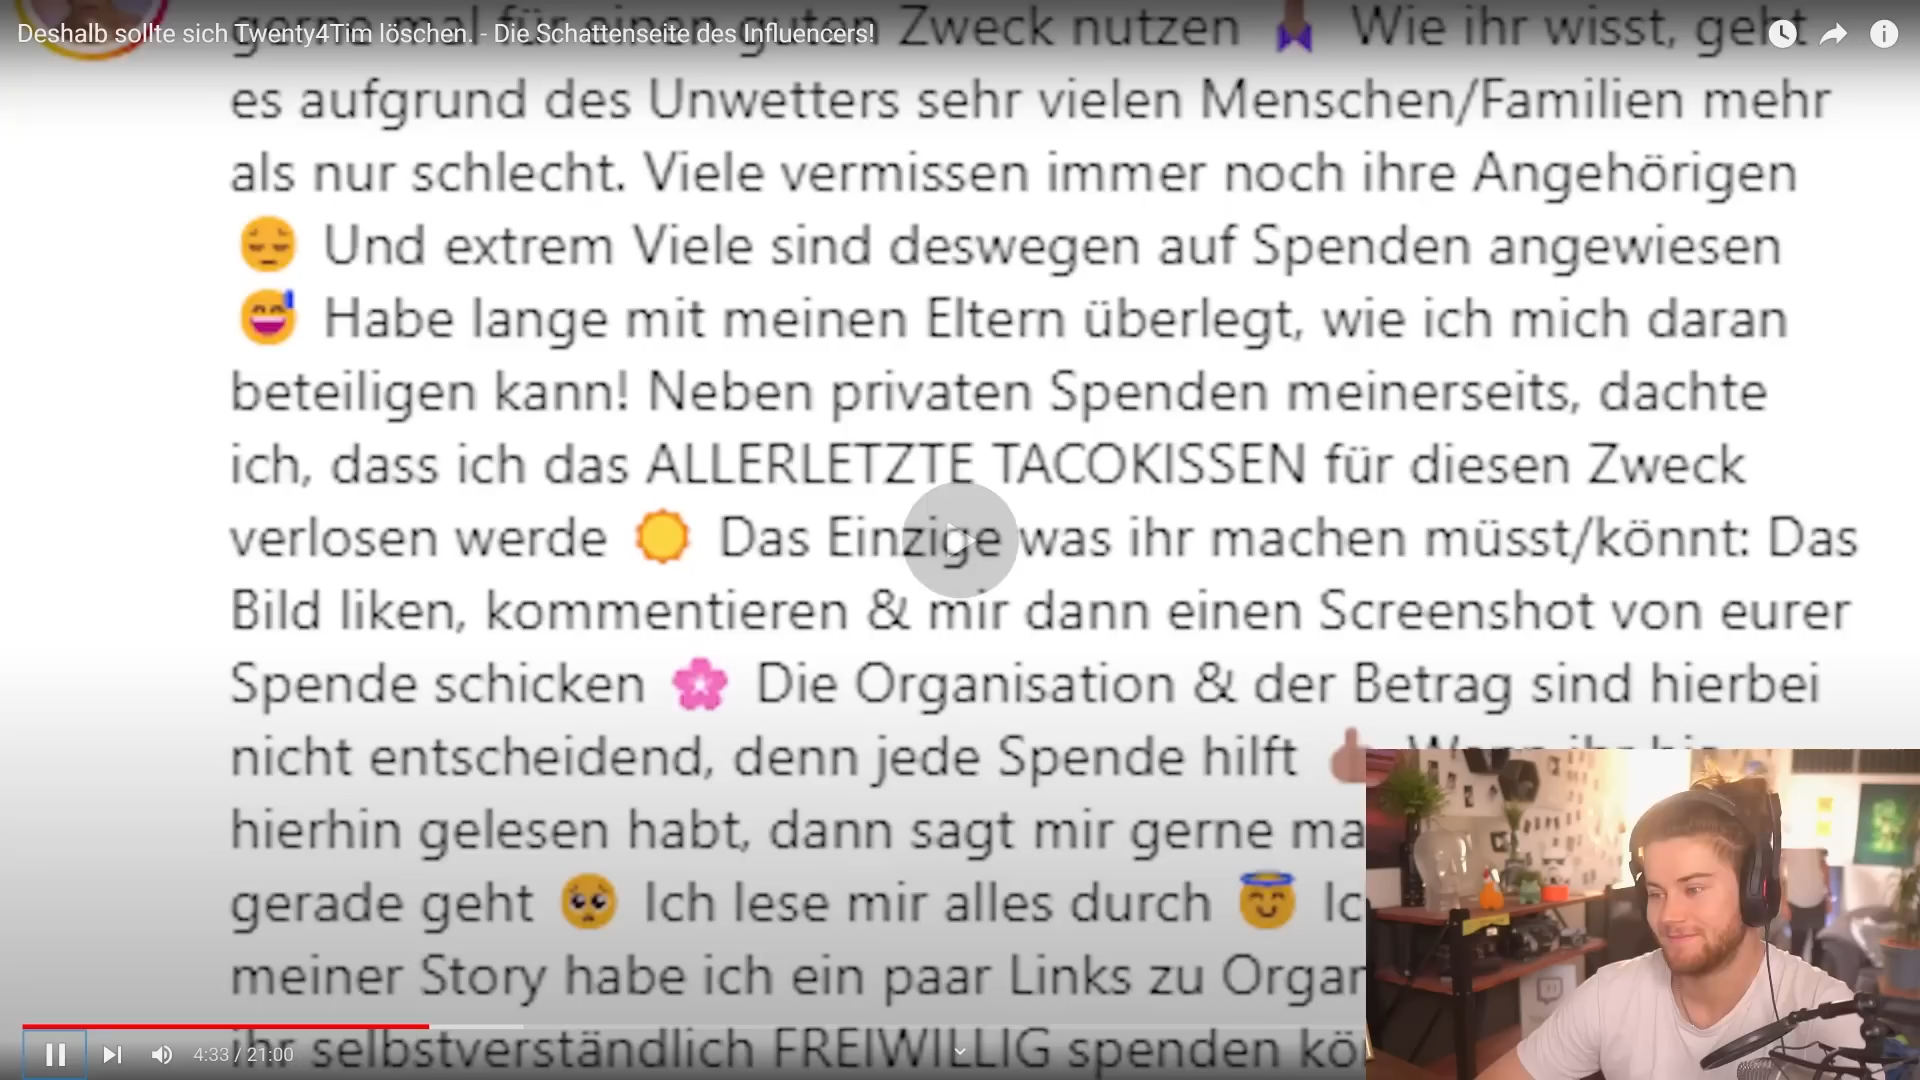 Deshalb sollte sich Twenty4Tim löschen. - Die Schattenseite des Influencers!
gerne mal für einen guten Zweck nutzen Wie ihr wisst, geht
es aufgrund des Unwetters sehr vielen Menschen/Familien mehr
als nur schlecht. Viele vermissen immer noch ihre Angehörigen
😔 Und extrem Viele sind deswegen auf Spenden angewiesen
😅 Habe lange mit meinen Eltern überlegt, wie ich mich daran
beteiligen kann! Neben privaten Spenden meinerseits, dachte
ich, dass ich das ALLERLETZTE TACOKISSEN für diesen Zweck
verlosen werde ☀️ Das Einzige was ihr machen müsst/könnt: Das
Bild liken, kommentieren & mir dann einen Screenshot von eurer
Spende schicken 🌸 Die Organisation & der Betrag sind hierbei
nicht entscheidend, denn jede Spende hilft
hierhin gelesen habt, dann sagt mir gerne
gerade geht 🥺 Ich lese mir alles durch 😇
meiner Story habe ich ein paar Links zu
ihr selbstverständlich FREIWILLIG spenden
4:33 / 21:00